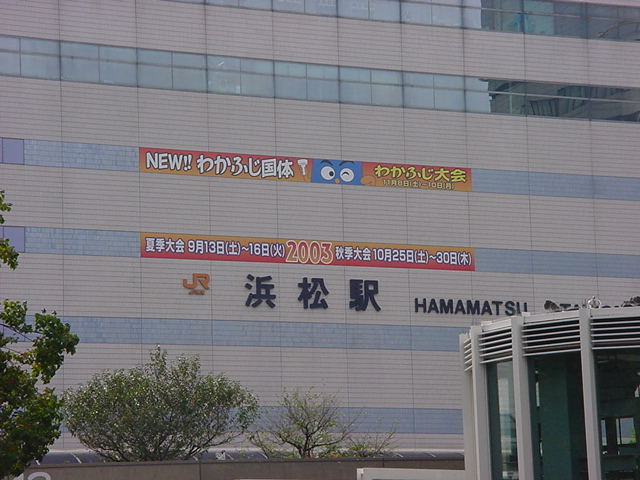 NEW!! わかふじ国体
わかふじ大会
11月8日(土)~10日(月)
夏季大会 9月13日(土)~16日(火) 2003 秋季大会 10月25日(土)~30日(木)
JR
浜松駅 HAMAMATSU